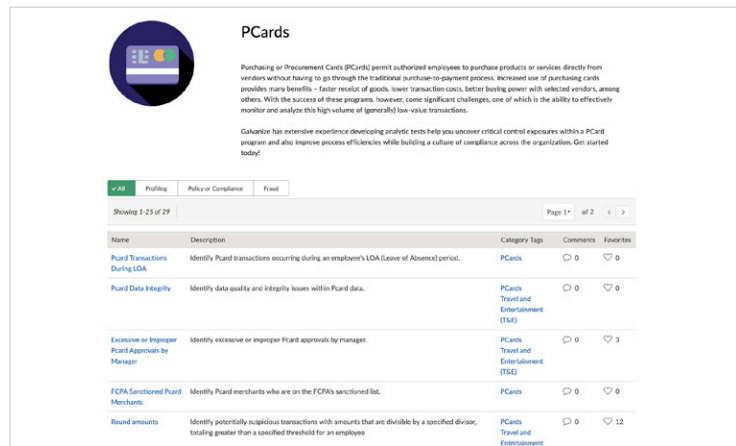 PCards
Purchasing or Procurement Cards (PCards) permit authorized employees to purchase products or services directly from
vendors without having to go through the traditional purchase-to-payment process. Increased use of purchasing cards
provides many benefits – faster receipt of goods, lower transaction costs, better buying power with selected vendors, among
others. With the success of these programs, however, come significant challenges, one of which is the ability to effectively
monitor and analyze this high volume of (generally) low-value transactions.
Galvanize has extensive experience developing analytic tests help you uncover critical control exposures within a PCard
program and also improve process efficiencies while building a culture of compliance across the organization. Get started
today!
✓ All Profiling Policy or Compliance Fraud
Showing 1-25 of 29 Page 1 of 2 < >
Name Description Category Tags Comments Favorites
Pcard Transactions During LOA Identify Pcard transactions occurring during an employee's LOA (Leave of Absence) period. PCards 0 0
Pcard Data Integrity Identify data quality and integrity issues within Pcard data. PCards Travel and Entertainment (T&E) 0 0
Excessive or Improper Pcard Approvals by Manager Identify excessive or improper Pcard approvals by manager. PCards Travel and Entertainment (T&E) 0 3
FCPA Sanctioned Pcard Merchants Identify Pcard merchants who are on the FCPA's sanctioned list. PCards 0 0
Round amounts Identify potentially suspicious transactions with amounts that are divisible by a specified divisor, totaling greater than a specified threshold for an employee PCards Travel and Entertainment 0 12